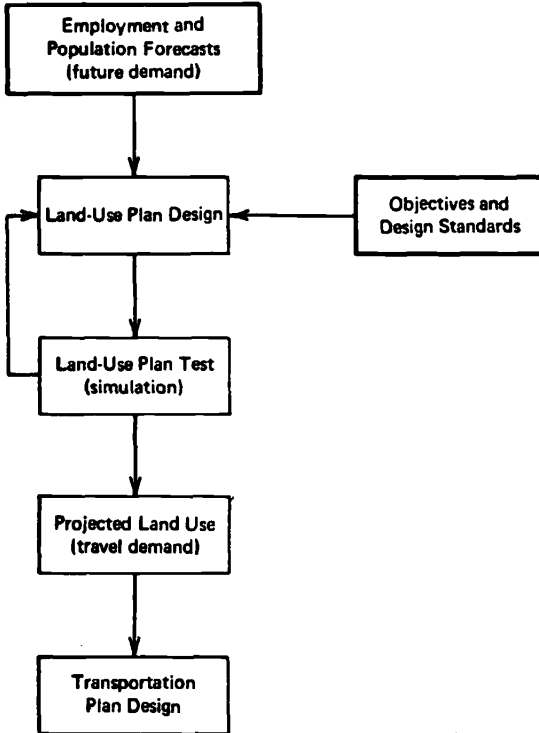 Employment and
Population Forecasts
(future demand)
Land-Use Plan Design
Objectives and
Design Standards
Land-Use Plan Test
(simulation)
Projected Land Use
(travel demand)
Transportation
Plan Design